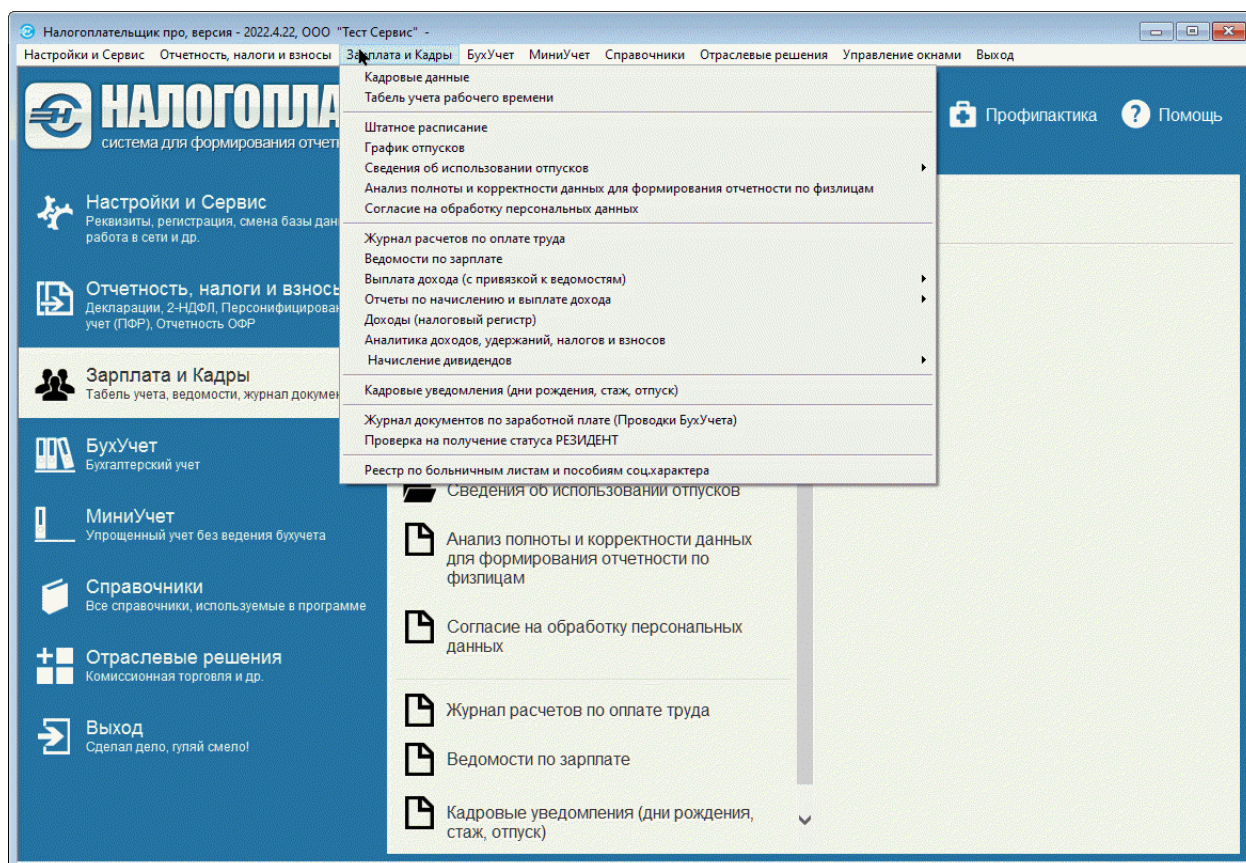 Налогоплательщик про, версия - 2022.4.22, ООО "Тест Сервис" -
Настройки и Сервис Отчетность, налоги и взносы Зарплата и Кадры БухУчет МиниУчет Справочники Отраслевые решения Управление окнами Выход
НАЛОГОПЛА
система для формирования отчет
Профилактика
? Помощь
Кадровые данные
Табель учета рабочего времени
Штатное расписание
График отпусков
Сведения об использовании отпусков
Анализ полноты и корректности данных для формирования отчетности по физлицам
Согласие на обработку персональных данных
Журнал расчетов по оплате труда
Ведомости по зарплате
Выплата дохода (с привязкой к ведомостям)
Отчеты по начислению и выплате дохода
Доходы (налоговый регистр)
Аналитика доходов, удержаний, налогов и взносов
Начисление дивидендов
Кадровые уведомления (дни рождения, стаж, отпуск)
Журнал документов по заработной плате (Проводки БухУчета)
Проверка на получение статуса РЕЗИДЕНТ
Реестр по больничным листам и пособиям соц.характера
Настройки и Сервис
Реквизиты, регистрация, смена базы дан
работа в сети и др.
Отчетность, налоги и взносы
Декларации, 2-НДФЛ, Персонифицирован
учет (ПФР), Отчетность ОФР
Зарплата и Кадры
Табель учета, ведомости, журнал докумен
БухУчет
Бухгалтерский учет
МиниУчет
Упрощенный учет без ведения бухучета
Справочники
Все справочники, используемые в программе
Отраслевые решения
Комиссионная торговля и др.
Выход
Сделал дело, гуляй смело!
Сведения об использовании отпусков
Анализ полноты и корректности данных
для формирования отчетности по
физлицам
Согласие на обработку персональных
данных
Журнал расчетов по оплате труда
Ведомости по зарплате
Кадровые уведомления (дни рождения,
стаж, отпуск)